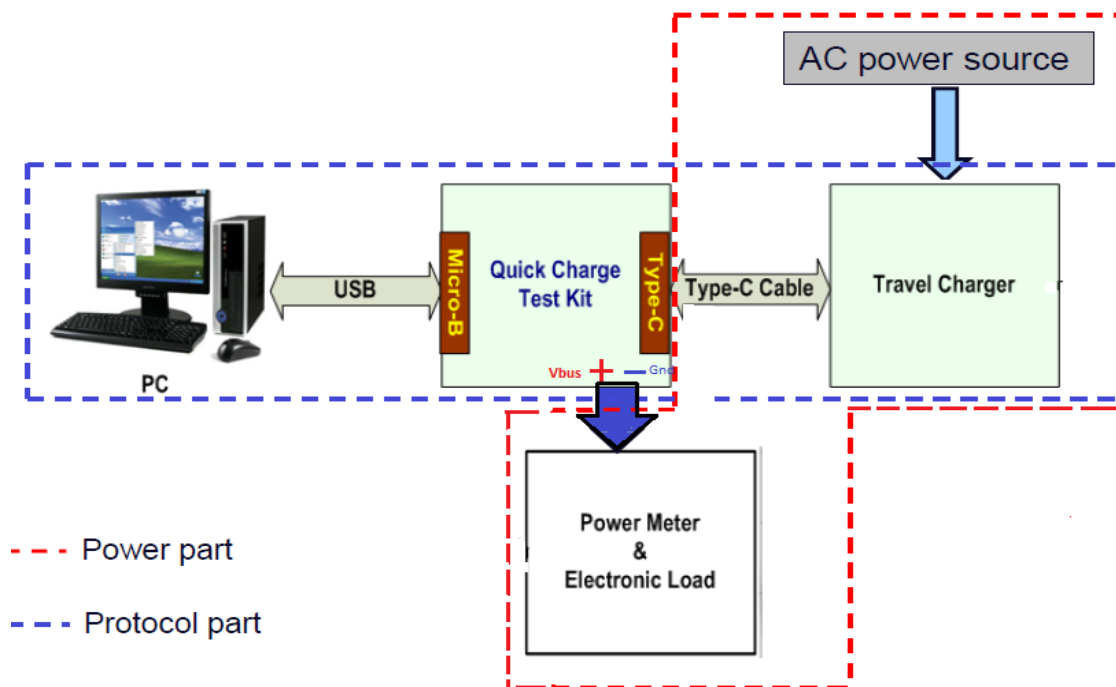 AC power source
Micro-B
Quick Charge
Test Kit
Type-C
USB
Type-C Cable
Travel Charger
PC
Vbus
Gnd
Power Meter
&
Electronic Load
Power part
Protocol part